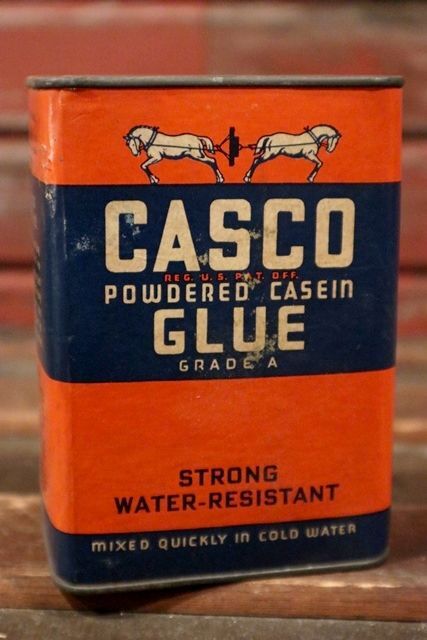 CASCO
REG. U.S. PAT. OFF.
POWDERED CASEIN
GLUE
GRADE A
STRONG
WATER-RESISTANT
MIXED QUICKLY IN COLD WATER